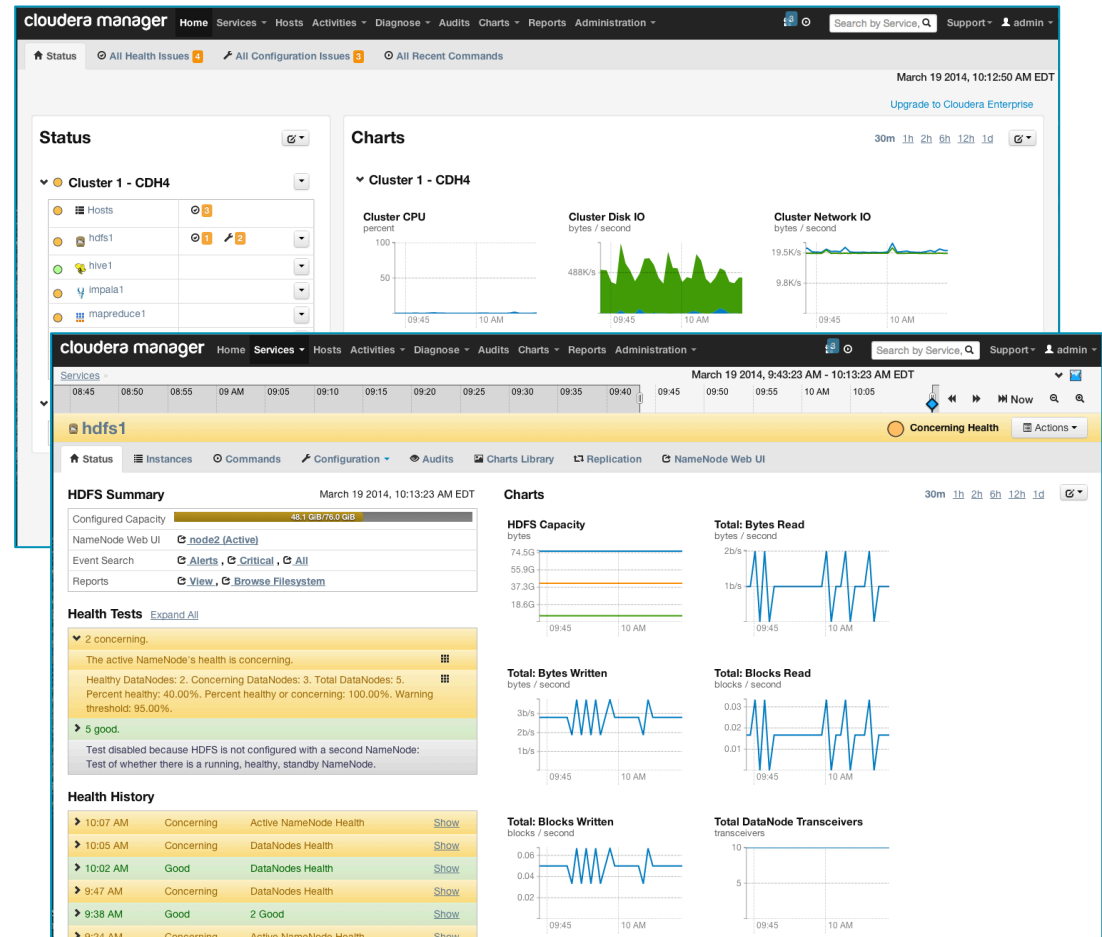 cloudera manager Home Services Hosts Activities Diagnose Audits Charts Reports Administration 3 Search by Service, Support admin
Status All Health Issues 4 All Configuration Issues 3 All Recent Commands
March 19 2014, 10:12:50 AM EDT
Upgrade to Cloudera Enterprise
Status
Charts 30m 1h 2h 6h 12h 1d
Cluster 1 - CDH4
Cluster 1 - CDH4
Hosts 3
hdfs1 1 2
hive1
impala1
mapreduce1
Cluster CPU
percent
100
50
09:45 10 AM
Cluster Disk IO
bytes / second
488K/s
09:45 10 AM
Cluster Network IO
bytes / second
19.5K/s
9.8K/s
09:45 10 AM
cloudera manager Home Services Hosts Activities Diagnose Audits Charts Reports Administration 3 Search by Service, Support admin
Services March 19 2014, 9:43:23 AM - 10:13:23 AM EDT
08:45 08:50 08:55 09 AM 09:05 09:10 09:15 09:20 09:25 09:30 09:35 09:40 09:45 09:50 09:55 10 AM 10:05 Now
hdfs1 Concerning Health Actions
Status Instances Commands Configuration Audits Charts Library Replication NameNode Web UI
HDFS Summary March 19 2014, 10:13:23 AM EDT
Configured Capacity 48.1 GiB/76.0 GiB
NameNode Web UI node2 (Active)
Event Search Alerts , Critical , All
Reports View , Browse Filesystem
Health Tests Expand All
2 concerning.
The active NameNode's health is concerning.
Healthy DataNodes: 2. Concerning DataNodes: 3. Total DataNodes: 5.
Percent healthy: 40.00%. Percent healthy or concerning: 100.00%. Warning
threshold: 95.00%.
5 good.
Test disabled because HDFS is not configured with a second NameNode:
Test of whether there is a running, healthy, standby NameNode.
Health History
10:07 AM Concerning Active NameNode Health Show
10:05 AM Concerning DataNodes Health Show
10:02 AM Good DataNodes Health Show
9:47 AM Concerning DataNodes Health Show
9:38 AM Good 2 Good Show
9:24 AM Concerning Active NameNode Health Show
Charts 30m 1h 2h 6h 12h 1d
HDFS Capacity
bytes
74.5G
55.9G
37.3G
18.6G
09:45 10 AM
Total: Bytes Read
bytes / second
2b/s
1b/s
09:45 10 AM
Total: Bytes Written
bytes / second
3b/s
2b/s
1b/s
09:45 10 AM
Total: Blocks Read
blocks / second
0.03
0.02
0.01
09:45 10 AM
Total: Blocks Written
blocks / second
0.06
0.04
0.02
09:45 10 AM
Total DataNode Transceivers
transceivers
10
5
09:45 10 AM